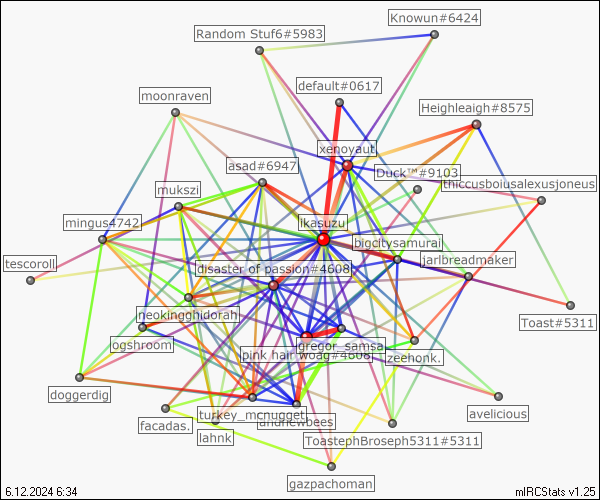 Knowun#6424
Random Stuf6#5983
default#0617
moonraven
Heighleigh#8575
xenoyaut
asad#6947
Duck™#9103
mukszi
thiccusboiusalexusjoneus
mingus4742
ikasuzu
bigcitysamurai
tescoroll
disaster of passion#4608
jarlbreadmaker
neokingghidorah
Toast#5311
ogshroom
gregor_samsa
pink hair woag#4608
zeehonk.
doggerdig
turkey_mcnugget
andrewbees
avelicious
facadas.
lahnk
ToastephBroseph5311#5311
gazpachoman
6.12.2024 6:34
mIRCStats v1.25